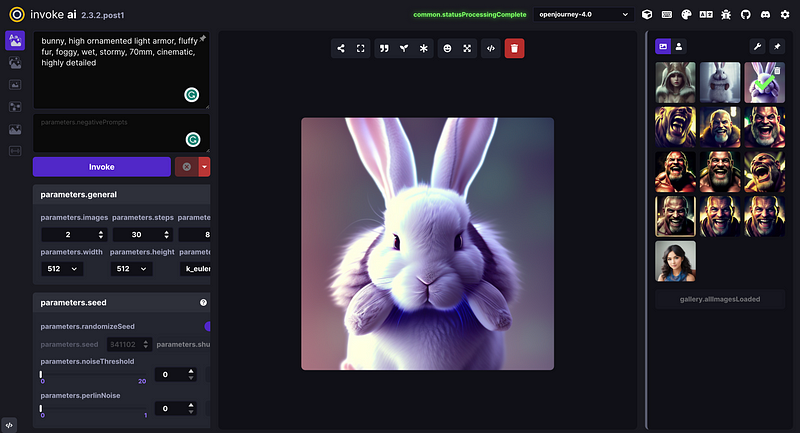 invoke ai 2.3.2.post1
common.statusProcessingComplete
openjourney-4.0
bunny, high ornamented light armor, fluffy
fur, foggy, wet, stormy, 70mm, cinematic,
highly detailed
parameters.negativePrompts
Invoke
parameters.general
parameters.images parameters.steps paramete
2 30 8
parameters.width parameters.height parame
512 512 k_euler
parameters.seed
parameters.randomizeSeed
parameters.seed 341102 parameters.shu
parameters.noiseThreshold
0 20 0
parameters.perlinNoise
0 1 0
gallery.allImagesLoaded